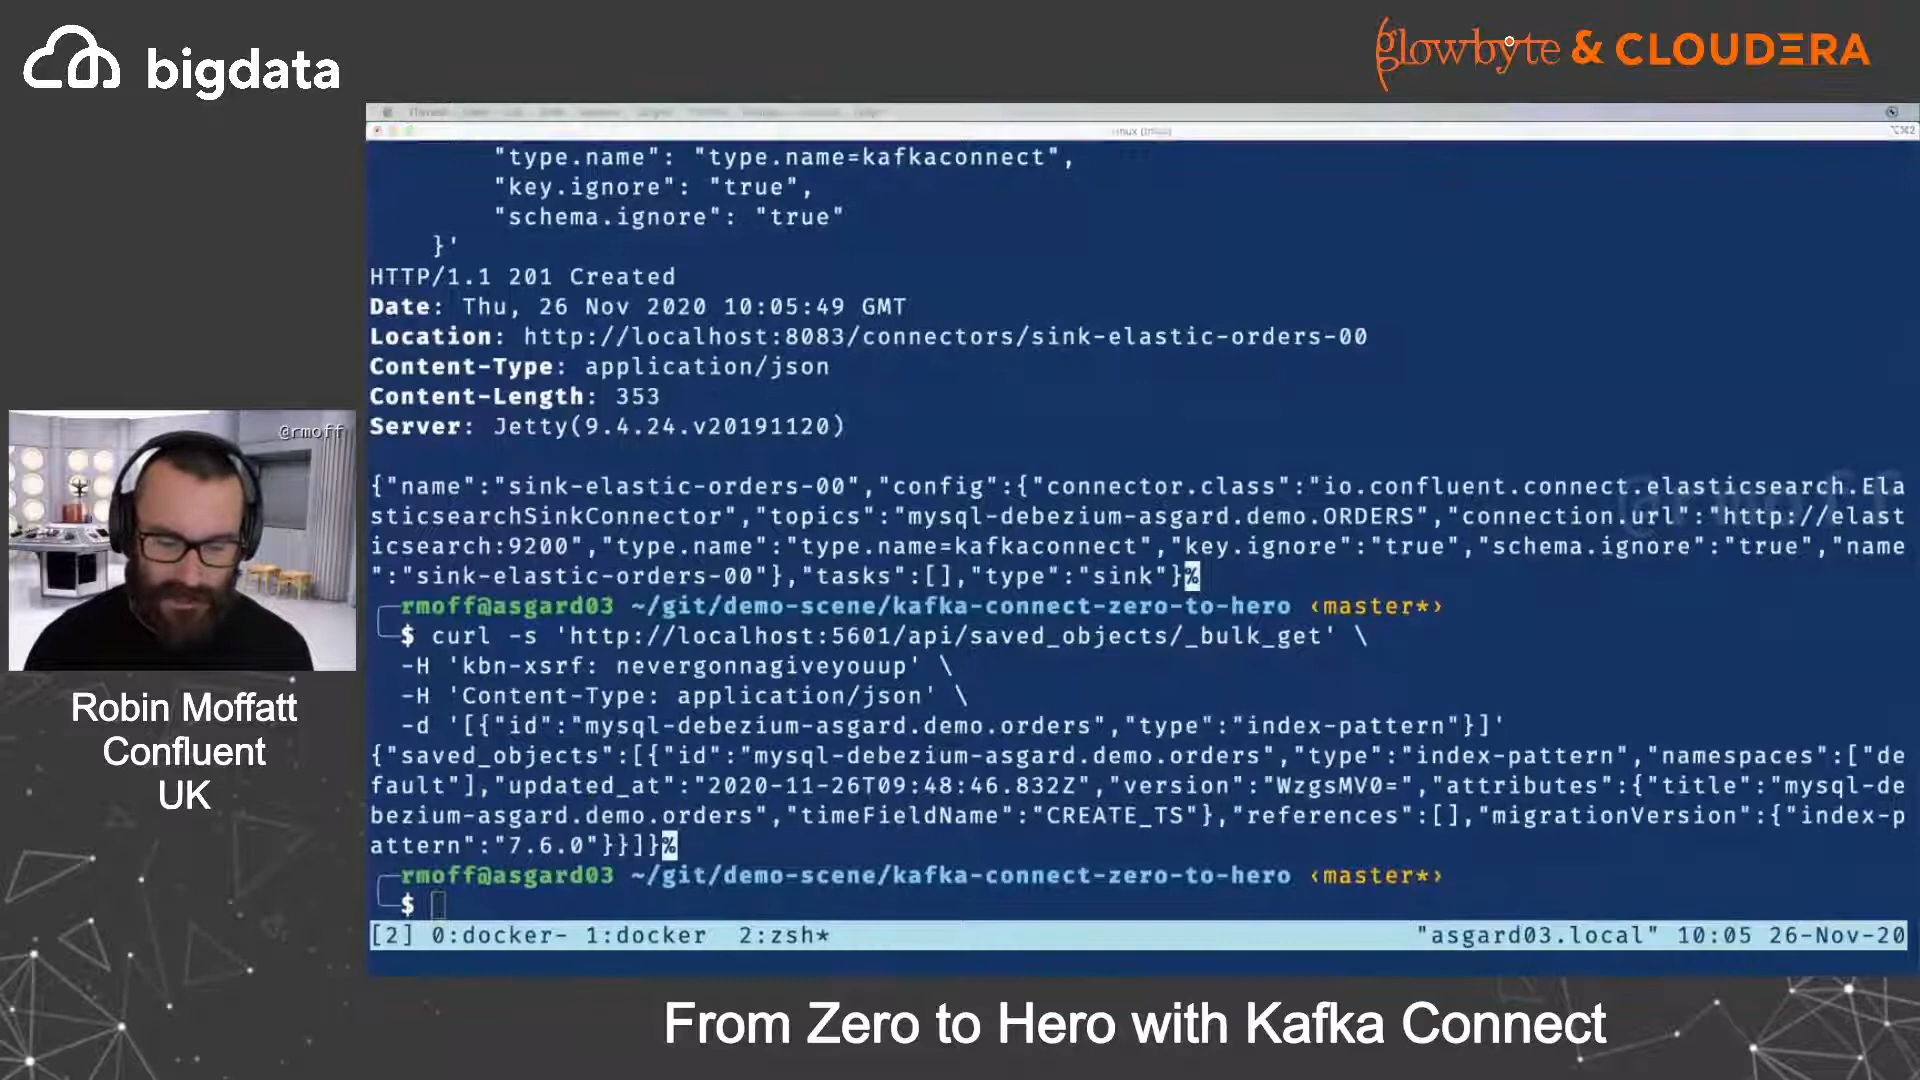 bigdata
glowbyte & CLOUDERA
"type.name": "type.name=kafkaconnect",
"key.ignore": "true",
"schema.ignore": "true"
}'
HTTP/1.1 201 Created
Date: Thu, 26 Nov 2020 10:05:49 GMT
Location: http://localhost:8083/connectors/sink-elastic-orders-00
Content-Type: application/json
Content-Length: 353
Server: Jetty(9.4.24.v20191120)
{"name":"sink-elastic-orders-00","config":{"connector.class":"io.confluent.connect.elasticsearch.Ela
sticsearchSinkConnector","topics":"mysql-debezium-asgard.demo.ORDERS","connection.url":"http://elast
icsearch:9200","type.name":"type.name=kafkaconnect","key.ignore":"true","schema.ignore":"true","name
":"sink-elastic-orders-00"},"tasks":[],"type":"sink"}%
rmoff@asgard03 ~/git/demo-scene/kafka-connect-zero-to-hero ‹master*›
$ curl -s 'http://localhost:5601/api/saved_objects/_bulk_get' \
-H 'kbn-xsrf: nevergonnagiveyouup' \
-H 'Content-Type: application/json' \
-d '[{"id":"mysql-debezium-asgard.demo.orders","type":"index-pattern"}]'
{"saved_objects":[{"id":"mysql-debezium-asgard.demo.orders","type":"index-pattern","namespaces":["de
fault"],"updated_at":"2020-11-26T09:48:46.832Z","version":"WzgsMV0=","attributes":{"title":"mysql-de
bezium-asgard.demo.orders","timeFieldName":"CREATE_TS"},"references":[],"migrationVersion":{"index-p
attern":"7.6.0"}}]}%
rmoff@asgard03 ~/git/demo-scene/kafka-connect-zero-to-hero ‹master*›
$
[2] 0:docker- 1:docker 2:zsh* "asgard03.local" 10:05 26-Nov-20
@rmoff
Robin Moffatt
Confluent
UK
From Zero to Hero with Kafka Connect